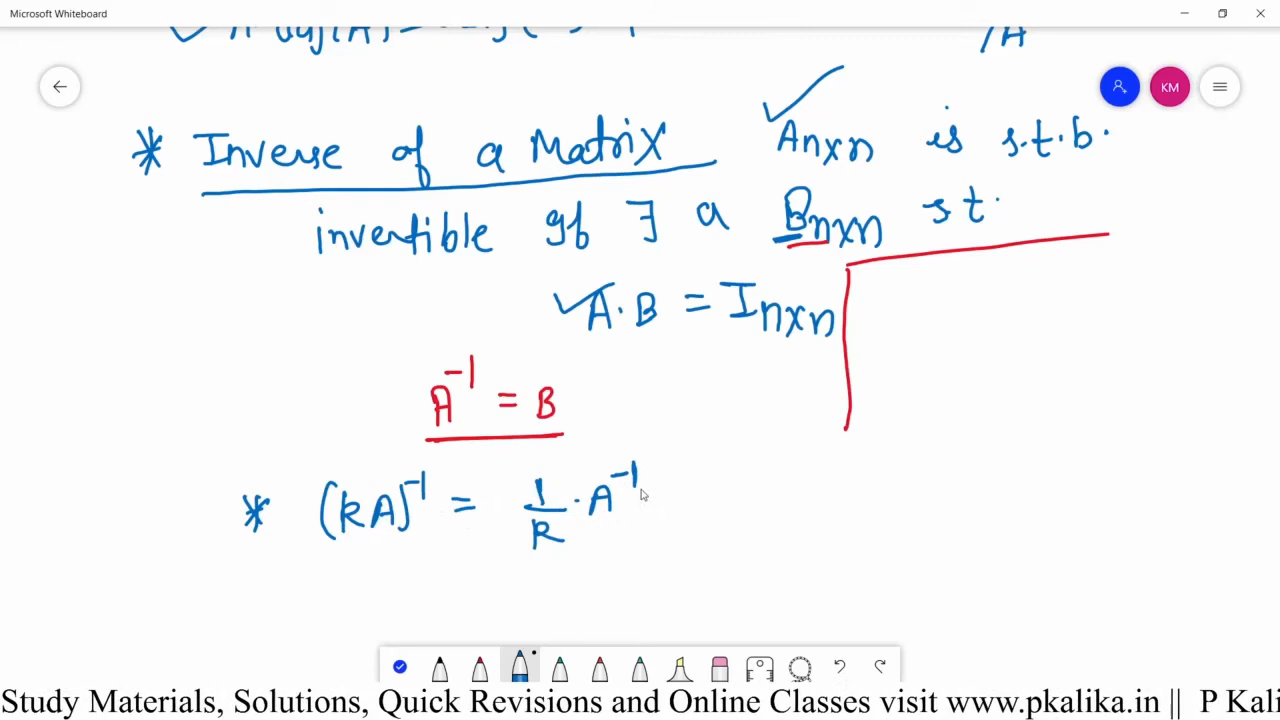 Microsoft Whiteboard
KM
* Inverse of a Matrix Anxn is s.t.b.
invertible if ∃ a Bnxn s t.
A·B = Inxn
A⁻¹ = B
* (kA)⁻¹ = 1/k · A⁻¹
Study Materials, Solutions, Quick Revisions and Online Classes visit www.pkalika.in || P Kali